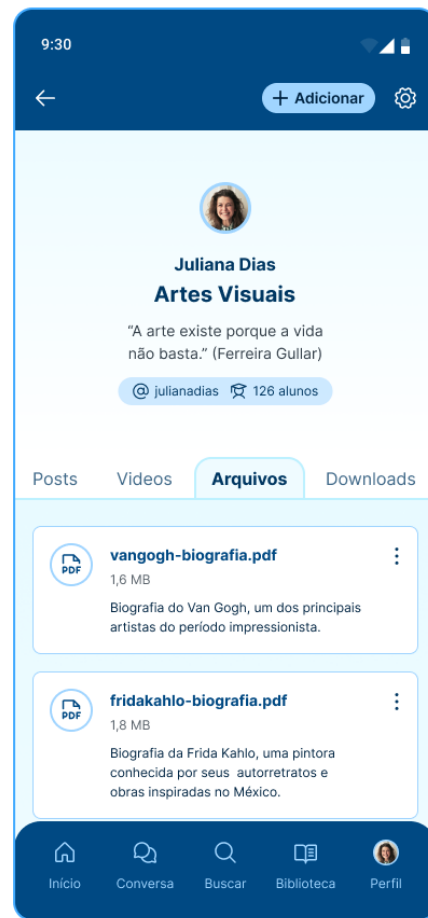 9:30
+ Adicionar
Juliana Dias
Artes Visuais
“A arte existe porque a vida
não basta.” (Ferreira Gullar)
@ julianadias 126 alunos
Posts Videos Arquivos Downloads
vangogh-biografia.pdf
PDF
1,6 MB
Biografia do Van Gogh, um dos principais
artistas do período impressionista.
fridakahlo-biografia.pdf
PDF
1,8 MB
Biografia da Frida Kahlo, uma pintora
conhecida por seus  autorretratos e
obras inspiradas no México.
Início Conversa Buscar Biblioteca Perfil